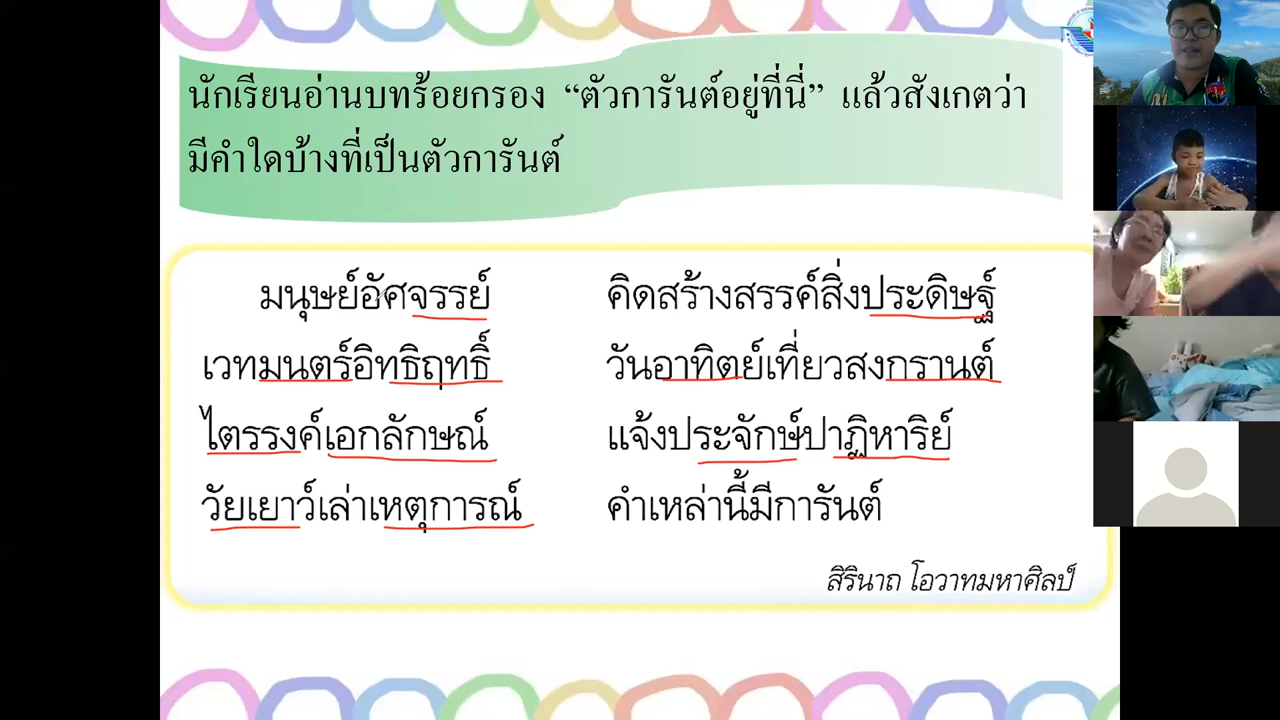 นักเรียนอ่านบทร้อยกรอง “ตัวการันต์อยู่ที่นี่” แล้วสังเกตว่า
มีคำใดบ้างที่เป็นตัวการันต์
มนุษย์อัศจรรย์ คิดสร้างสรรค์สิ่งประดิษฐ์
เวทมนตร์อิทธิฤทธิ์ วันอาทิตย์เที่ยวสงกรานต์
ไตรรงค์เอกลักษณ์ แจ้งประจักษ์ปาฏิหาริย์
วัยเยาว์เล่าเหตุการณ์ คำเหล่านี้มีการันต์
สิรินาถ โอวาทมหาศิลป์